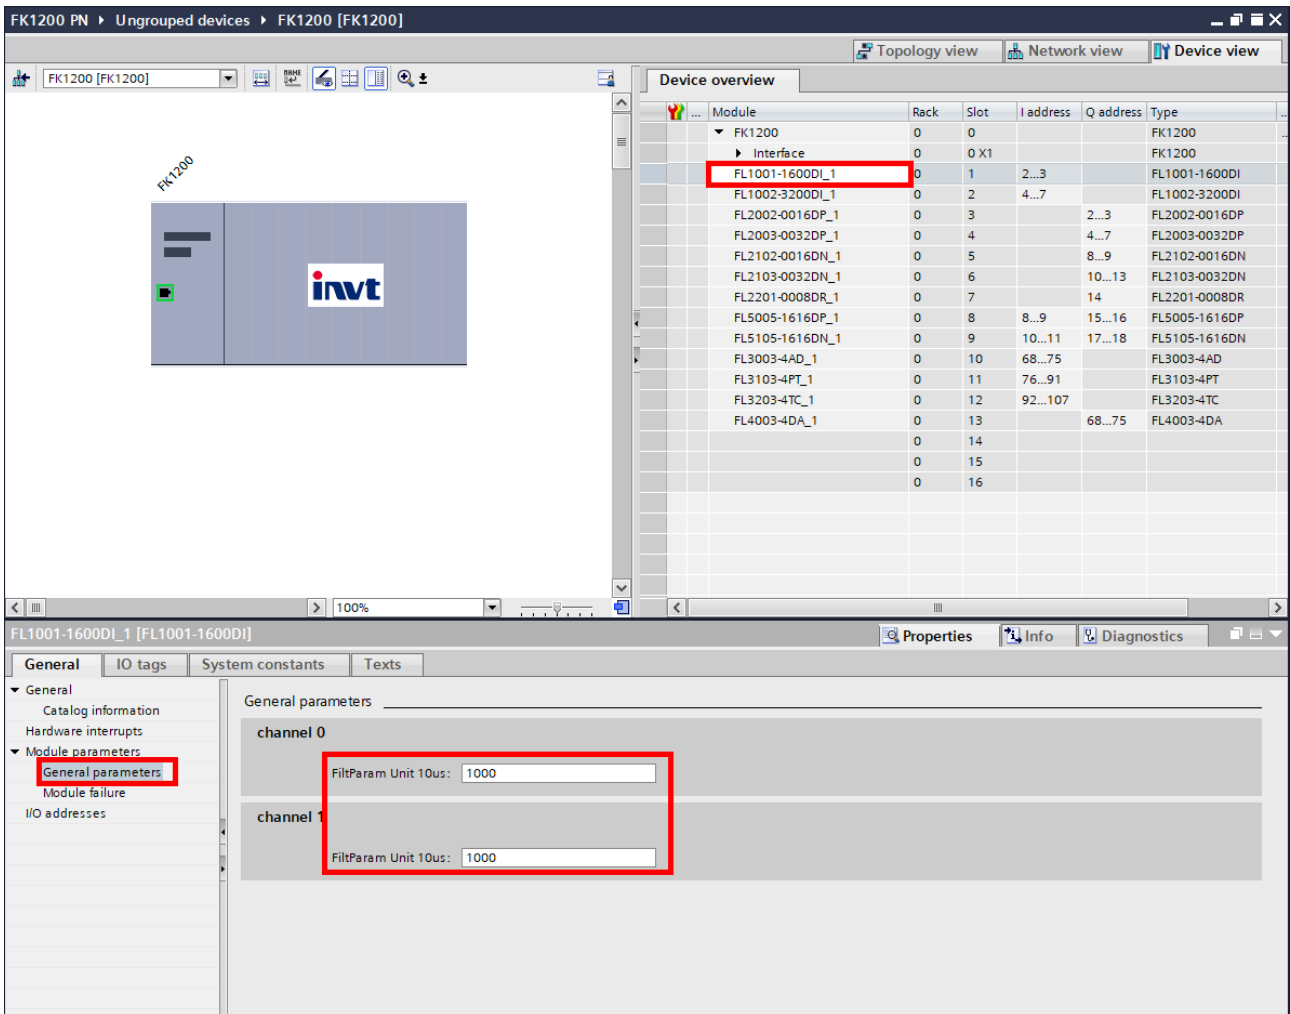 FK1200 PN ▸ Ungrouped devices ▸ FK1200 [FK1200]
Topology view Network view Device view
FK1200 [FK1200]
Device overview
... Module Rack Slot I address Q address Type ...
FK1200 0 0 FK1200 ...
Interface 0 0 X1 FK1200
FL1001-1600DI_1 0 1 2...3 FL1001-1600DI
FL1002-3200DI_1 0 2 4...7 FL1002-3200DI
FL2002-0016DP_1 0 3 2...3 FL2002-0016DP
FL2003-0032DP_1 0 4 4...7 FL2003-0032DP
FL2102-0016DN_1 0 5 8...9 FL2102-0016DN
FL2103-0032DN_1 0 6 10...13 FL2103-0032DN
FL2201-0008DR_1 0 7 14 FL2201-0008DR
FL5005-1616DP_1 0 8 8...9 15...16 FL5005-1616DP
FL5105-1616DN_1 0 9 10...11 17...18 FL5105-1616DN
FL3003-4AD_1 0 10 68...75 FL3003-4AD
FL3103-4PT_1 0 11 76...91 FL3103-4PT
FL3203-4TC_1 0 12 92...107 FL3203-4TC
FL4003-4DA_1 0 13 68...75 FL4003-4DA
0 14
0 15
0 16
FK1200
invt
100%
FL1001-1600DI_1 [FL1001-1600DI]
Properties Info Diagnostics
General IO tags System constants Texts
General
Catalog information
Hardware interrupts
Module parameters
General parameters
Module failure
I/O addresses
General parameters
channel 0
FiltParam Unit 10us: 1000
channel 1
FiltParam Unit 10us: 1000